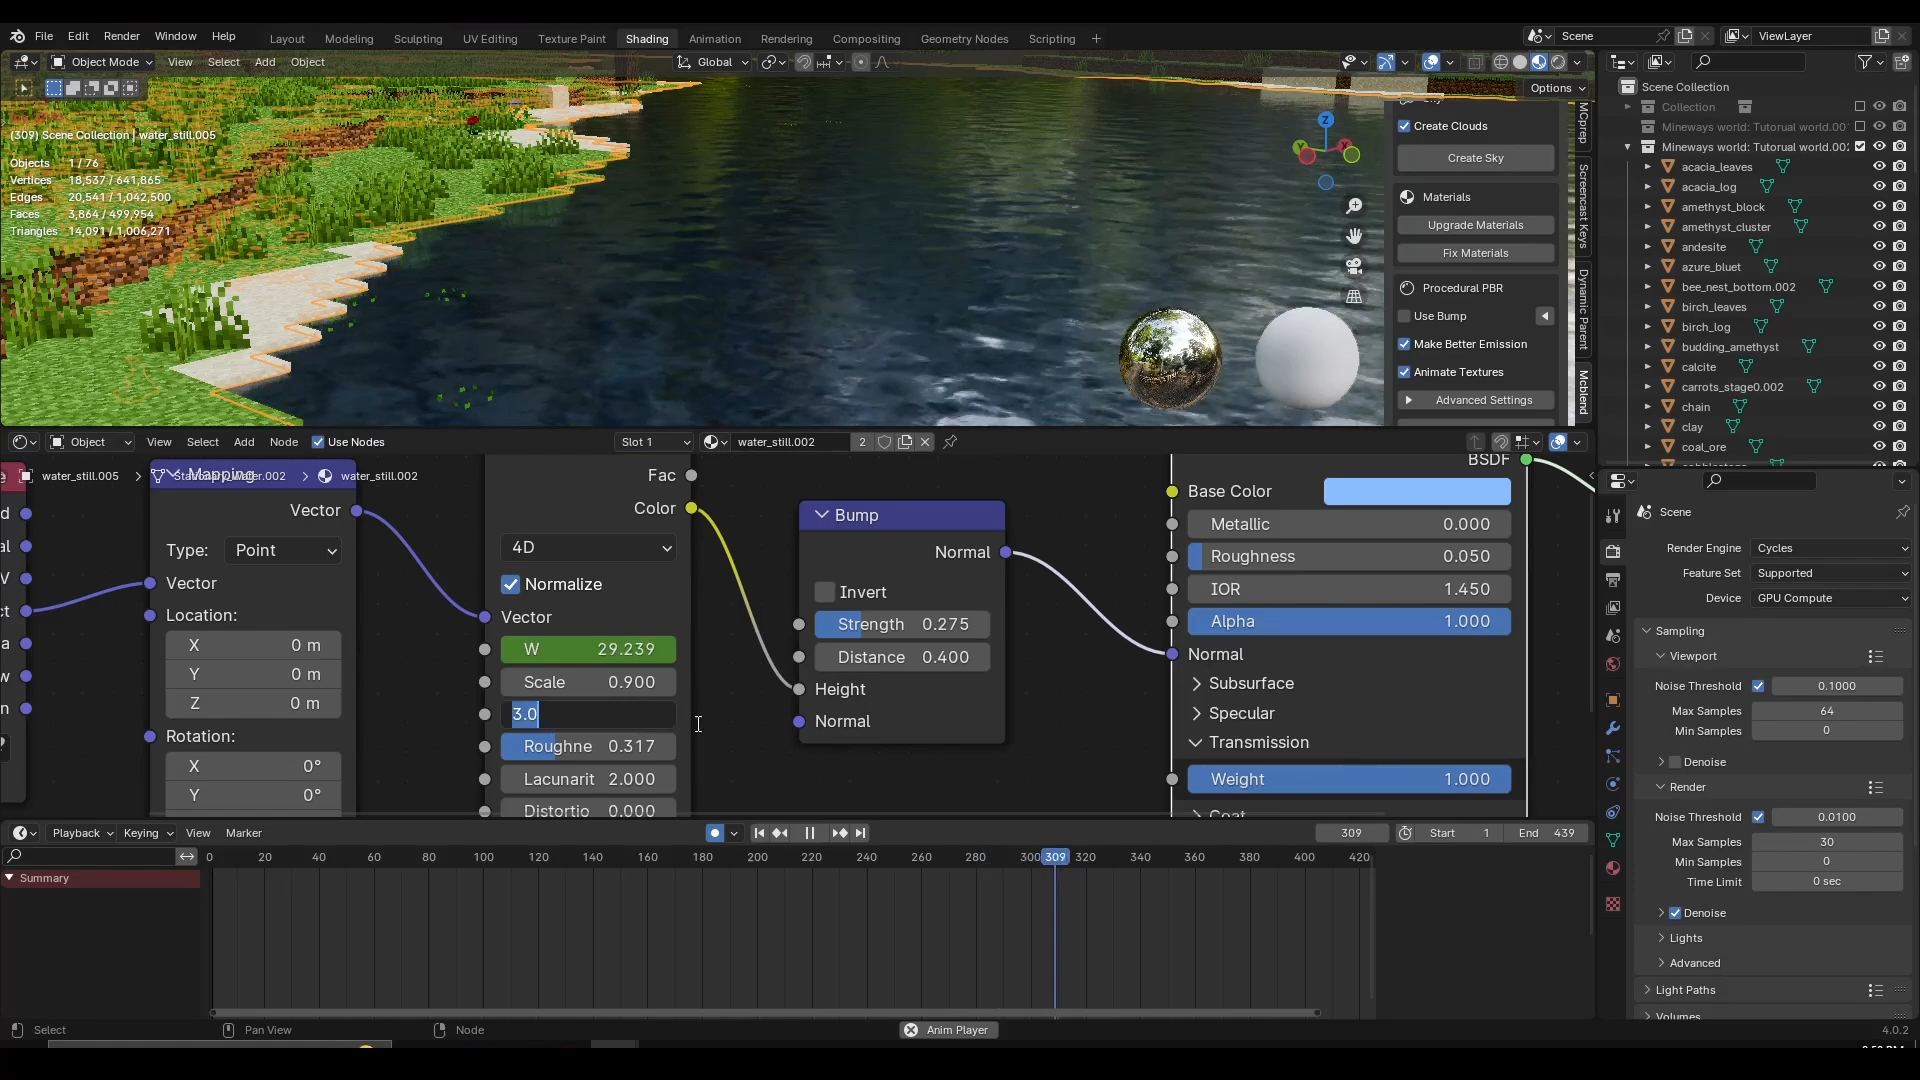 File Edit Render Window Help Layout Modeling Sculpting UV Editing Texture Paint Shading Animation Rendering Compositing Geometry Nodes Scripting + Scene ViewLayer
Object Mode View Select Add Object Global
Options
(309) Scene Collection | water_still.005
Objects 1 / 76
Vertices 18,537 / 641,865
Edges 20,541 / 1,042,500
Faces 3,864 / 499,954
Triangles 14,091 / 1,006,271
Z
Create Clouds
Create Sky
Materials
Upgrade Materials
Fix Materials
Procedural PBR
Use Bump
Make Better Emission
Animate Textures
Advanced Settings
MCprep
Screencast Keys
Dynamic Parent
Mcblend
Scene Collection
Collection
Mineways world: Tutorual world.00
Mineways world: Tutorual world.002
acacia_leaves
acacia_log
amethyst_block
amethyst_cluster
andesite
azure_bluet
bee_nest_bottom.002
birch_leaves
birch_log
budding_amethyst
calcite
carrots_stage0.002
chain
clay
coal_ore
Object View Select Add Node Use Nodes Slot 1 water_still.002 2
water_still.005 > Stationary_Water.002 > water_still.002
Mapping
Vector
Type: Point
Vector
Location:
X 0 m
Y 0 m
Z 0 m
Rotation:
X 0°
Y 0°
Fac
Color
4D
Normalize
Vector
W 29.239
Scale 0.900
3.0
Roughne 0.317
Lacunarit 2.000
Distortio 0.000
Bump
Normal
Invert
Strength 0.275
Distance 0.400
Height
Normal
BSDF
Base Color
Metallic 0.000
Roughness 0.050
IOR 1.450
Alpha 1.000
Normal
Subsurface
Specular
Transmission
Weight 1.000
Coat
Scene
Render Engine Cycles
Feature Set Supported
Device GPU Compute
Sampling
Viewport
Noise Threshold 0.1000
Max Samples 64
Min Samples 0
Denoise
Render
Noise Threshold 0.0100
Max Samples 30
Min Samples 0
Time Limit 0 sec
Denoise
Lights
Advanced
Light Paths
Volumes
Playback Keying View Marker 309 Start 1 End 439
0 20 40 60 80 100 120 140 160 180 200 220 240 260 280 300 309 320 340 360 380 400 420
Summary
Select Pan View Node Anim Player 4.0.2